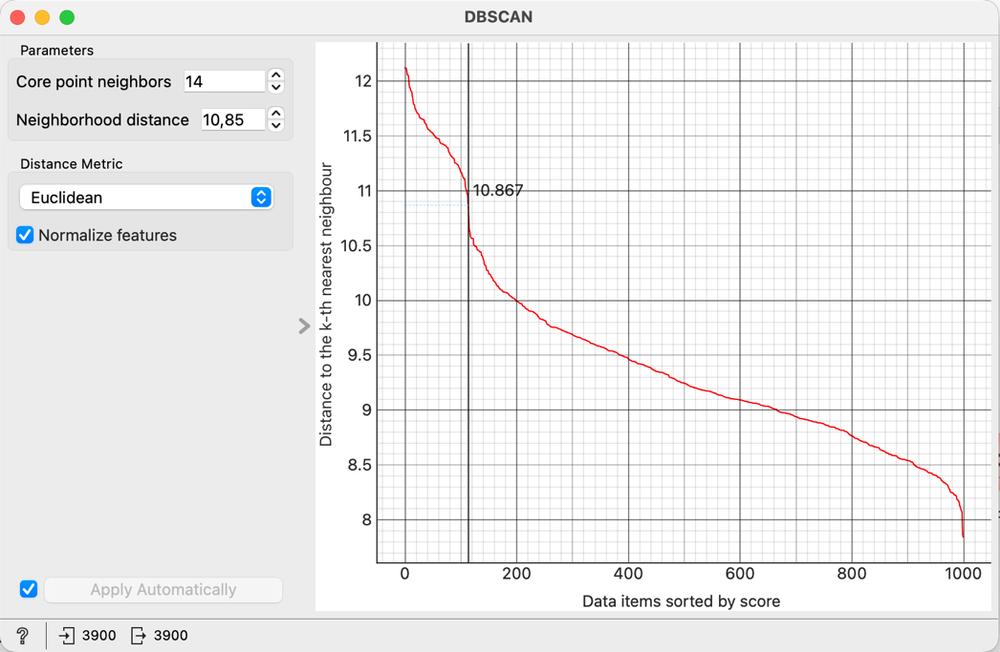 DBSCAN
Parameters
Core point neighbors 14
Neighborhood distance 10,85
Distance Metric
Euclidean
Normalize features
Apply Automatically
? 3900 3900
Distance to the k-th nearest neighbour
12
11.5
11
10.5
10
9.5
9
8.5
8
10.867
0 200 400 600 800 1000
Data items sorted by score